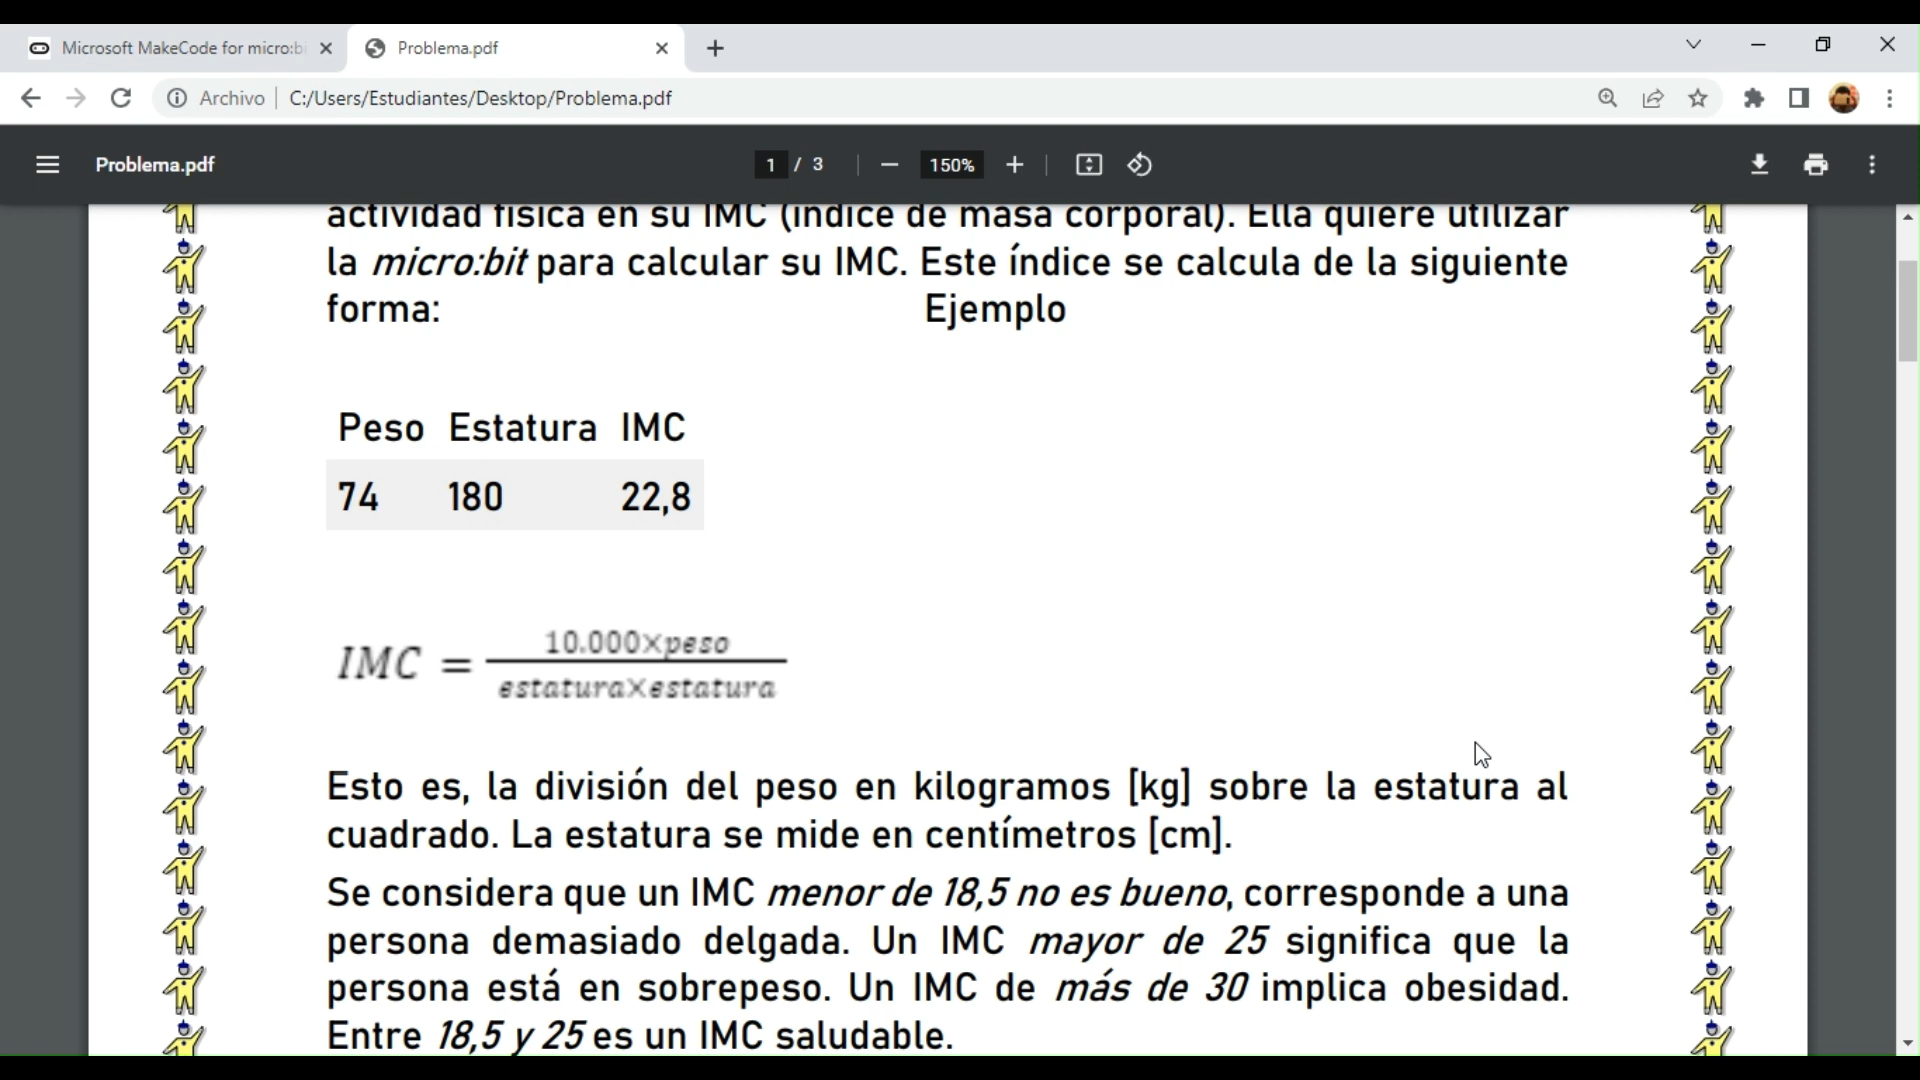 Microsoft MakeCode for micro:bi
Problema.pdf
Archivo
C:/Users/Estudiantes/Desktop/Problema.pdf
Problema.pdf
1 / 3
150%
actividad física en su IMC (índice de masa corporal). Ella quiere utilizar
la micro:bit para calcular su IMC. Este índice se calcula de la siguiente
forma: Ejemplo
Peso Estatura IMC
74 180 22,8
IMC = 10.000×peso
estatura×estatura
Esto es, la división del peso en kilogramos [kg] sobre la estatura al
cuadrado. La estatura se mide en centímetros [cm].
Se considera que un IMC menor de 18,5 no es bueno, corresponde a una
persona demasiado delgada. Un IMC mayor de 25 significa que la
persona está en sobrepeso. Un IMC de más de 30 implica obesidad.
Entre 18,5 y 25 es un IMC saludable.